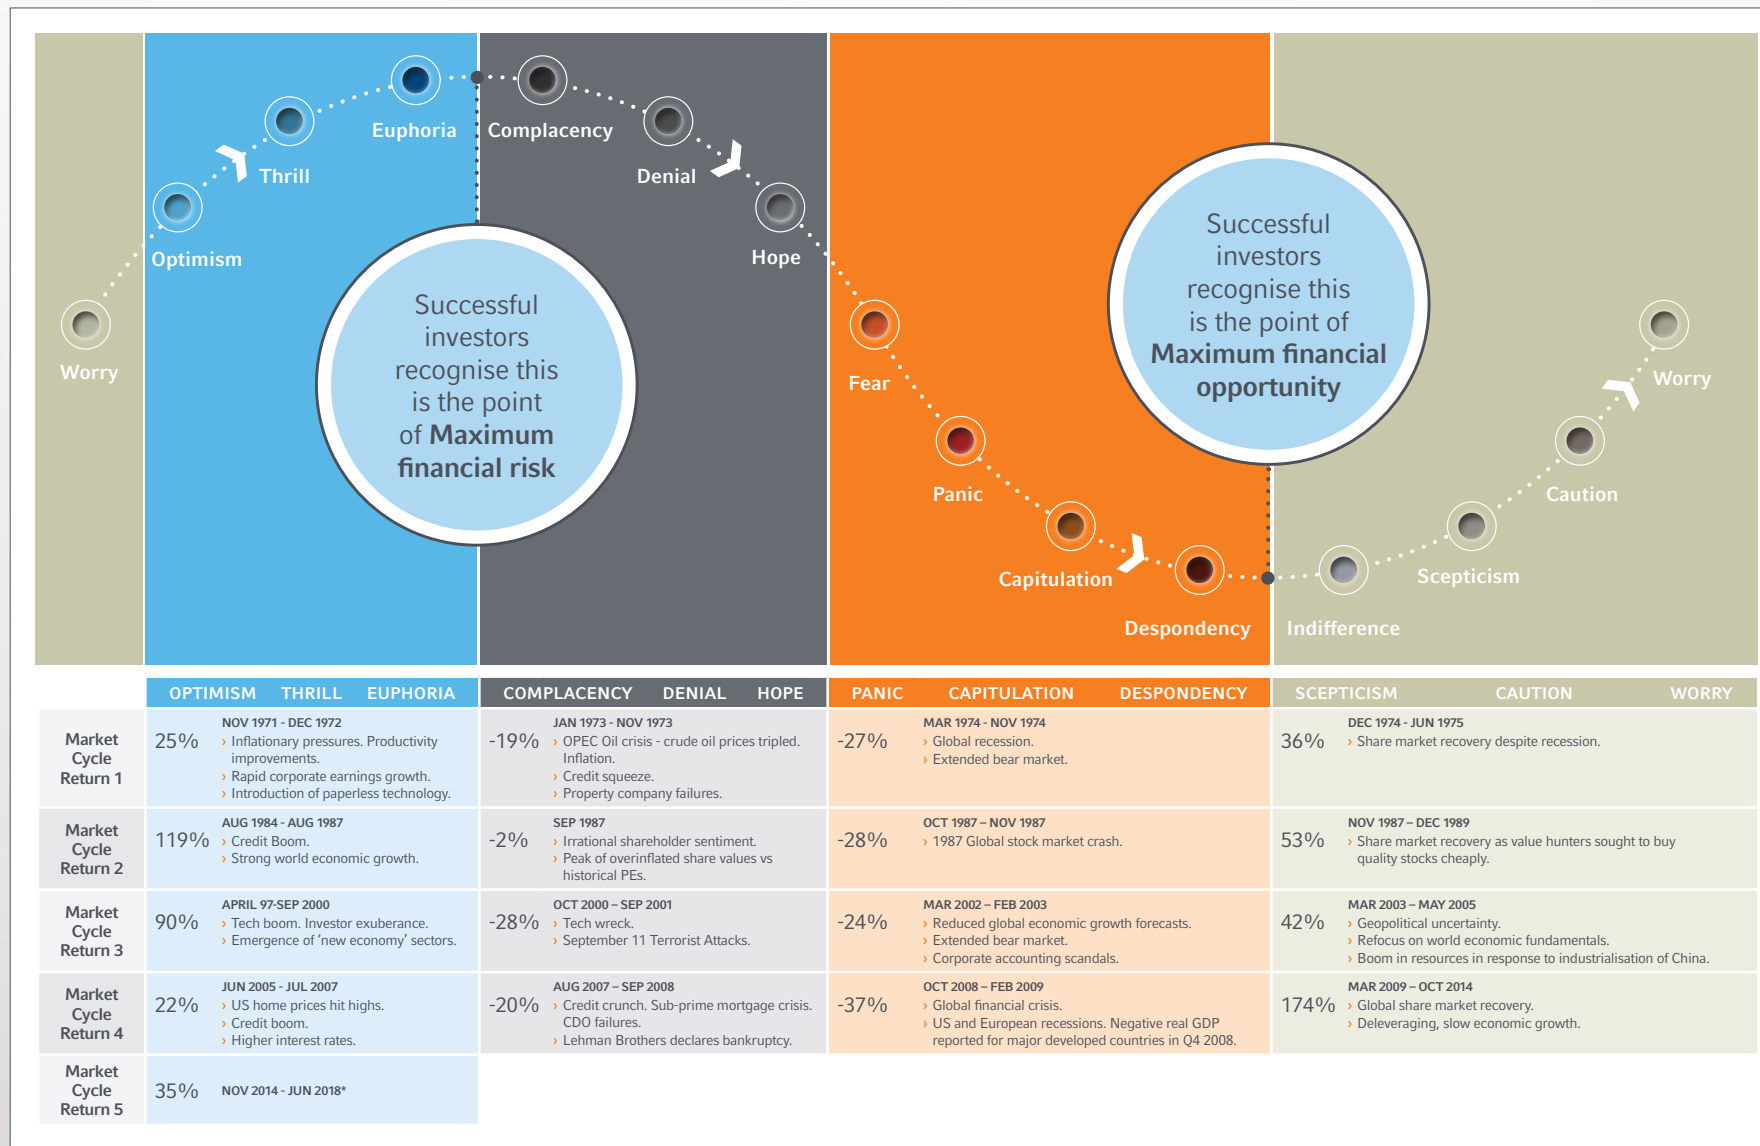 Euphoria
Complacency
Thrill
Denial
Optimism
Hope
Worry
Fear
Panic
Capitulation
Despondency
Indifference
Scepticism
Caution
Worry
Successful
investors
recognise this
is the point
of Maximum
financial risk
Successful
investors
recognise this
is the point of
Maximum financial
opportunity
OPTIMISM THRILL EUPHORIA
COMPLACENCY DENIAL HOPE
PANIC CAPITULATION DESPONDENCY
SCEPTICISM CAUTION WORRY
Market
Cycle
Return 1
25%
NOV 1971 - DEC 1972
› Inflationary pressures. Productivity
improvements.
› Rapid corporate earnings growth.
› Introduction of paperless technology.
-19%
JAN 1973 - NOV 1973
› OPEC Oil crisis - crude oil prices tripled.
Inflation.
› Credit squeeze.
› Property company failures.
-27%
MAR 1974 - NOV 1974
› Global recession.
› Extended bear market.
36%
DEC 1974 - JUN 1975
› Share market recovery despite recession.
Market
Cycle
Return 2
119%
AUG 1984 - AUG 1987
› Credit Boom.
› Strong world economic growth.
-2%
SEP 1987
› Irrational shareholder sentiment.
› Peak of overinflated share values vs
historical PEs.
-28%
OCT 1987 – NOV 1987
› 1987 Global stock market crash.
53%
NOV 1987 – DEC 1989
› Share market recovery as value hunters sought to buy
quality stocks cheaply.
Market
Cycle
Return 3
90%
APRIL 97-SEP 2000
› Tech boom. Investor exuberance.
› Emergence of ‘new economy’ sectors.
-28%
OCT 2000 – SEP 2001
› Tech wreck.
› September 11 Terrorist Attacks.
-24%
MAR 2002 – FEB 2003
› Reduced global economic growth forecasts.
› Extended bear market.
› Corporate accounting scandals.
42%
MAR 2003 – MAY 2005
› Geopolitical uncertainty.
› Refocus on world economic fundamentals.
› Boom in resources in response to industrialisation of China.
Market
Cycle
Return 4
22%
JUN 2005 - JUL 2007
› US home prices hit highs.
› Credit boom.
› Higher interest rates.
-20%
AUG 2007 – SEP 2008
› Credit crunch. Sub-prime mortgage crisis.
CDO failures.
› Lehman Brothers declares bankruptcy.
-37%
OCT 2008 – FEB 2009
› Global financial crisis.
› US and European recessions. Negative real GDP
reported for major developed countries in Q4 2008.
174%
MAR 2009 – OCT 2014
› Global share market recovery.
› Deleveraging, slow economic growth.
Market
Cycle
Return 5
35%
NOV 2014 - JUN 2018*